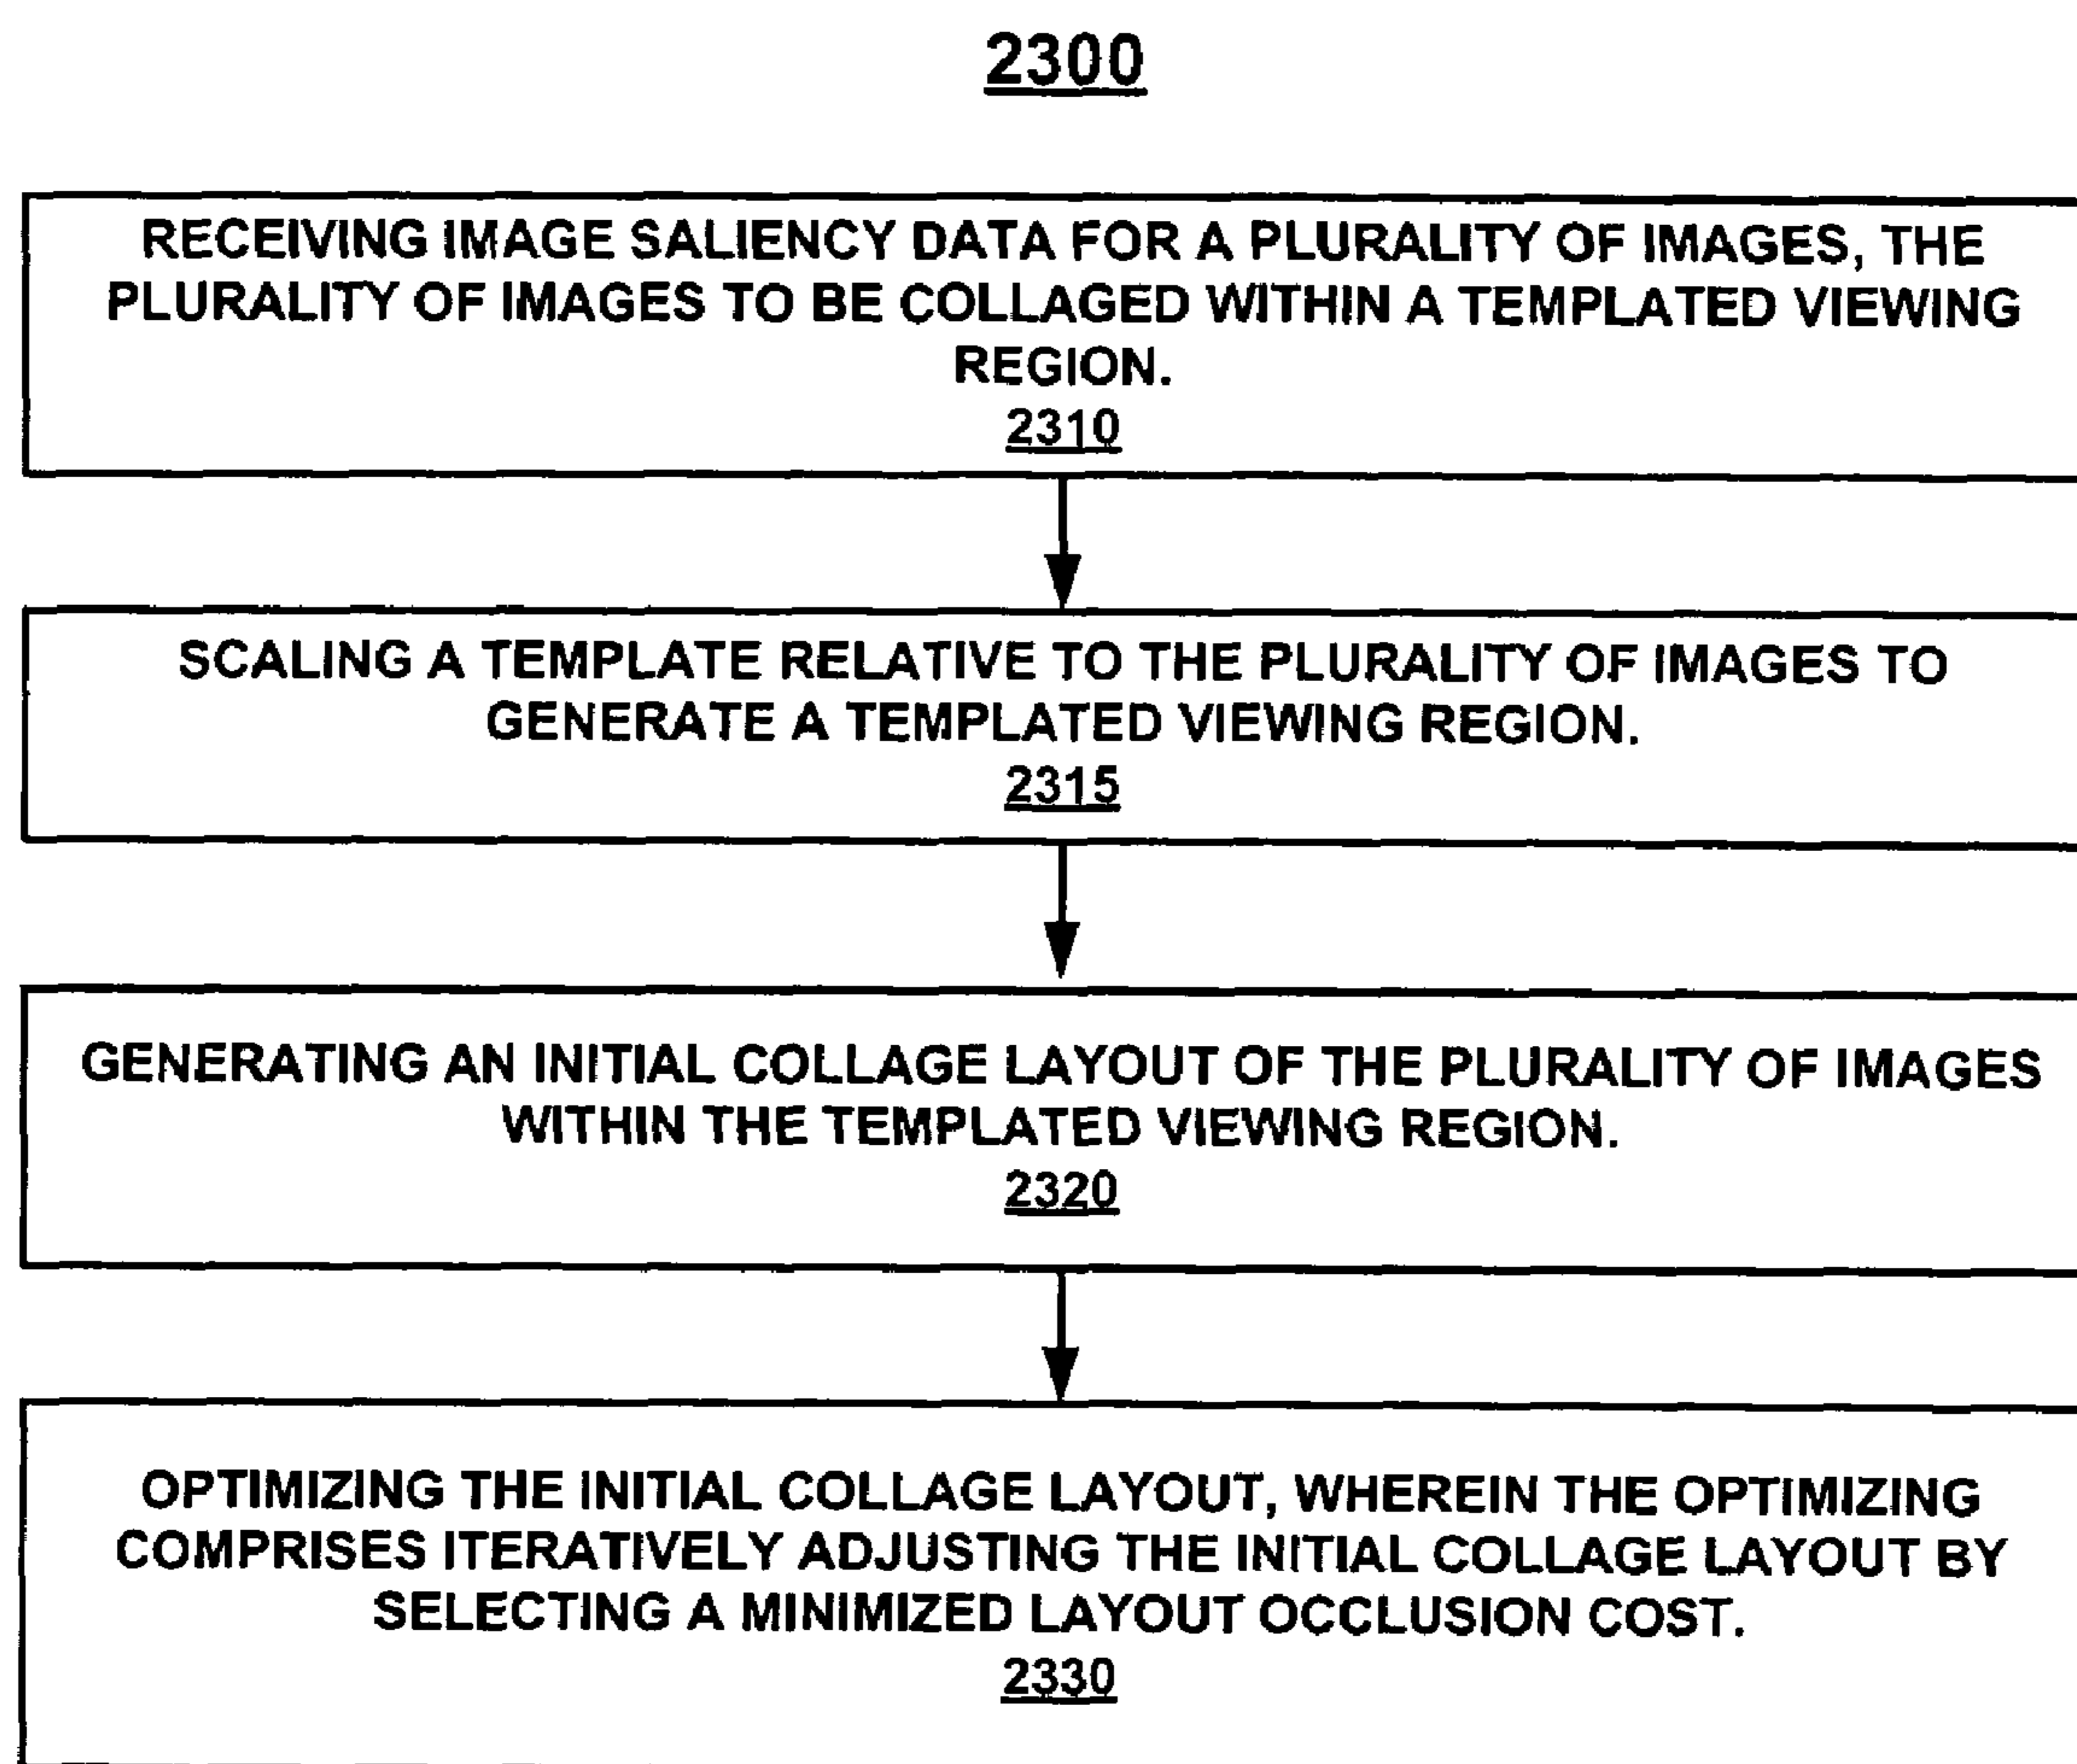 2300
RECEIVING IMAGE SALIENCY DATA FOR A PLURALITY OF IMAGES, THE
PLURALITY OF IMAGES TO BE COLLAGED WITHIN A TEMPLATED VIEWING
REGION.
2310
SCALING A TEMPLATE RELATIVE TO THE PLURALITY OF IMAGES TO
GENERATE A TEMPLATED VIEWING REGION.
2315
GENERATING AN INITIAL COLLAGE LAYOUT OF THE PLURALITY OF IMAGES
WITHIN THE TEMPLATED VIEWING REGION.
2320
OPTIMIZING THE INITIAL COLLAGE LAYOUT, WHEREIN THE OPTIMIZING
COMPRISES ITERATIVELY ADJUSTING THE INITIAL COLLAGE LAYOUT BY
SELECTING A MINIMIZED LAYOUT OCCLUSION COST.
2330